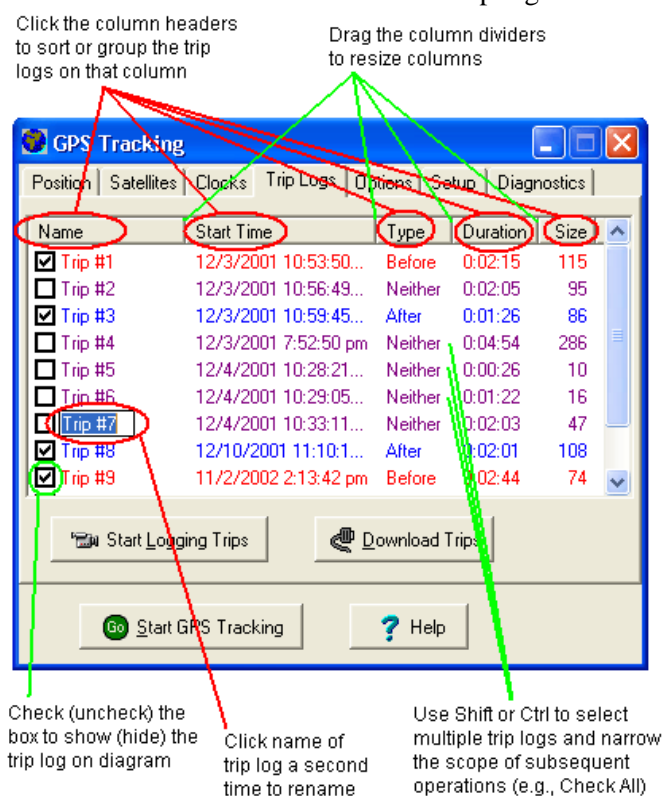 Click the column headers
to sort or group the trip
logs on that column
Drag the column dividers
to resize columns
GPS Tracking
Position Satellites Clocks Trip Logs Options Setup Diagnostics
Name Start Time Type Duration Size
Trip #1 12/3/2001 10:53:50... Before 0:02:15 115
Trip #2 12/3/2001 10:56:49... Neither 0:02:05 95
Trip #3 12/3/2001 10:59:45... After 0:01:26 86
Trip #4 12/3/2001 7:52:50 pm Neither 0:04:54 286
Trip #5 12/4/2001 10:28:21... Neither 0:00:26 10
Trip #6 12/4/2001 10:29:05... Neither 0:01:22 16
Trip #7 12/4/2001 10:33:11... Neither 0:02:03 47
Trip #8 12/10/2001 11:10:1... After 0:02:01 108
Trip #9 11/2/2002 2:13:42 pm Before 0:02:44 74
Start Logging Trips Download Trips
Go Start GPS Tracking ? Help
Check (uncheck) the
box to show (hide) the
trip log on diagram
Click name of
trip log a second
time to rename
Use Shift or Ctrl to select
multiple trip logs and narrow
the scope of subsequent
operations (e.g., Check All)